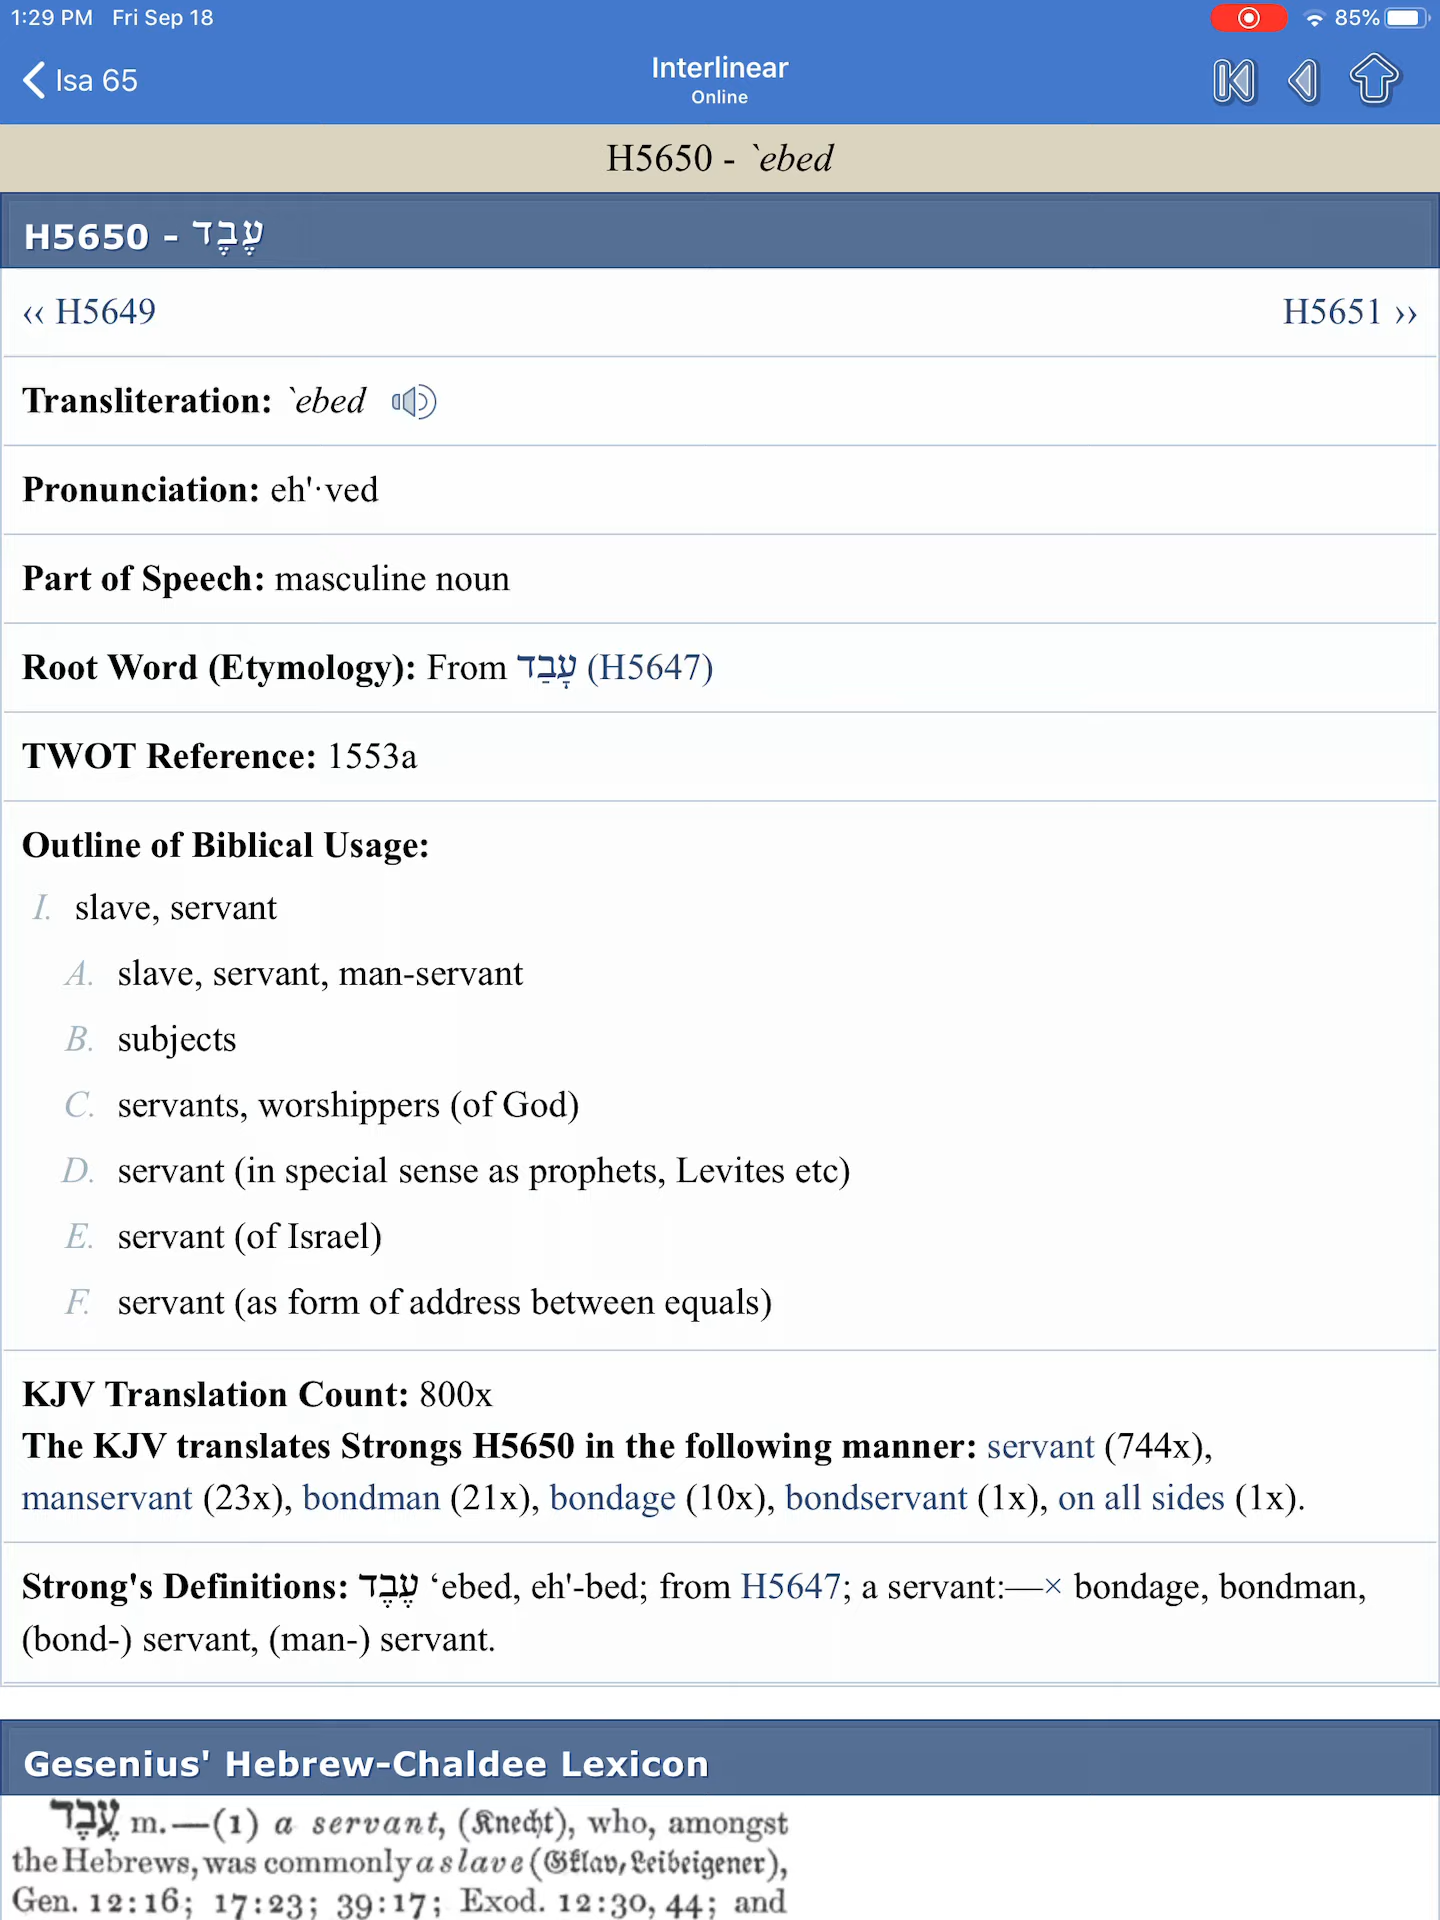 1:29 PM Fri Sep 18 85%
Isa 65 Interlinear
Online
H5650 - `ebed
H5650 - עֶבֶד
‹‹ H5649 H5651 ››
Transliteration: `ebed
Pronunciation: eh'·ved
Part of Speech: masculine noun
Root Word (Etymology): From עָבַד (H5647)
TWOT Reference: 1553a
Outline of Biblical Usage:
I. slave, servant
A. slave, servant, man-servant
B. subjects
C. servants, worshippers (of God)
D. servant (in special sense as prophets, Levites etc)
E. servant (of Israel)
F. servant (as form of address between equals)
KJV Translation Count: 800x
The KJV translates Strongs H5650 in the following manner: servant (744x),
manservant (23x), bondman (21x), bondage (10x), bondservant (1x), on all sides (1x).
Strong's Definitions: עֶבֶד ʻebed, eh'-bed; from H5647; a servant:—× bondage, bondman,
(bond-) servant, (man-) servant.
Gesenius' Hebrew-Chaldee Lexicon
עֶבֶד m.—(1) a servant, (Knecht), who, amongst
the Hebrews, was commonly a slave (Sklav, Leibeigener),
Gen. 12:16; 17:23; 39:17; Exod. 12:30, 44; and